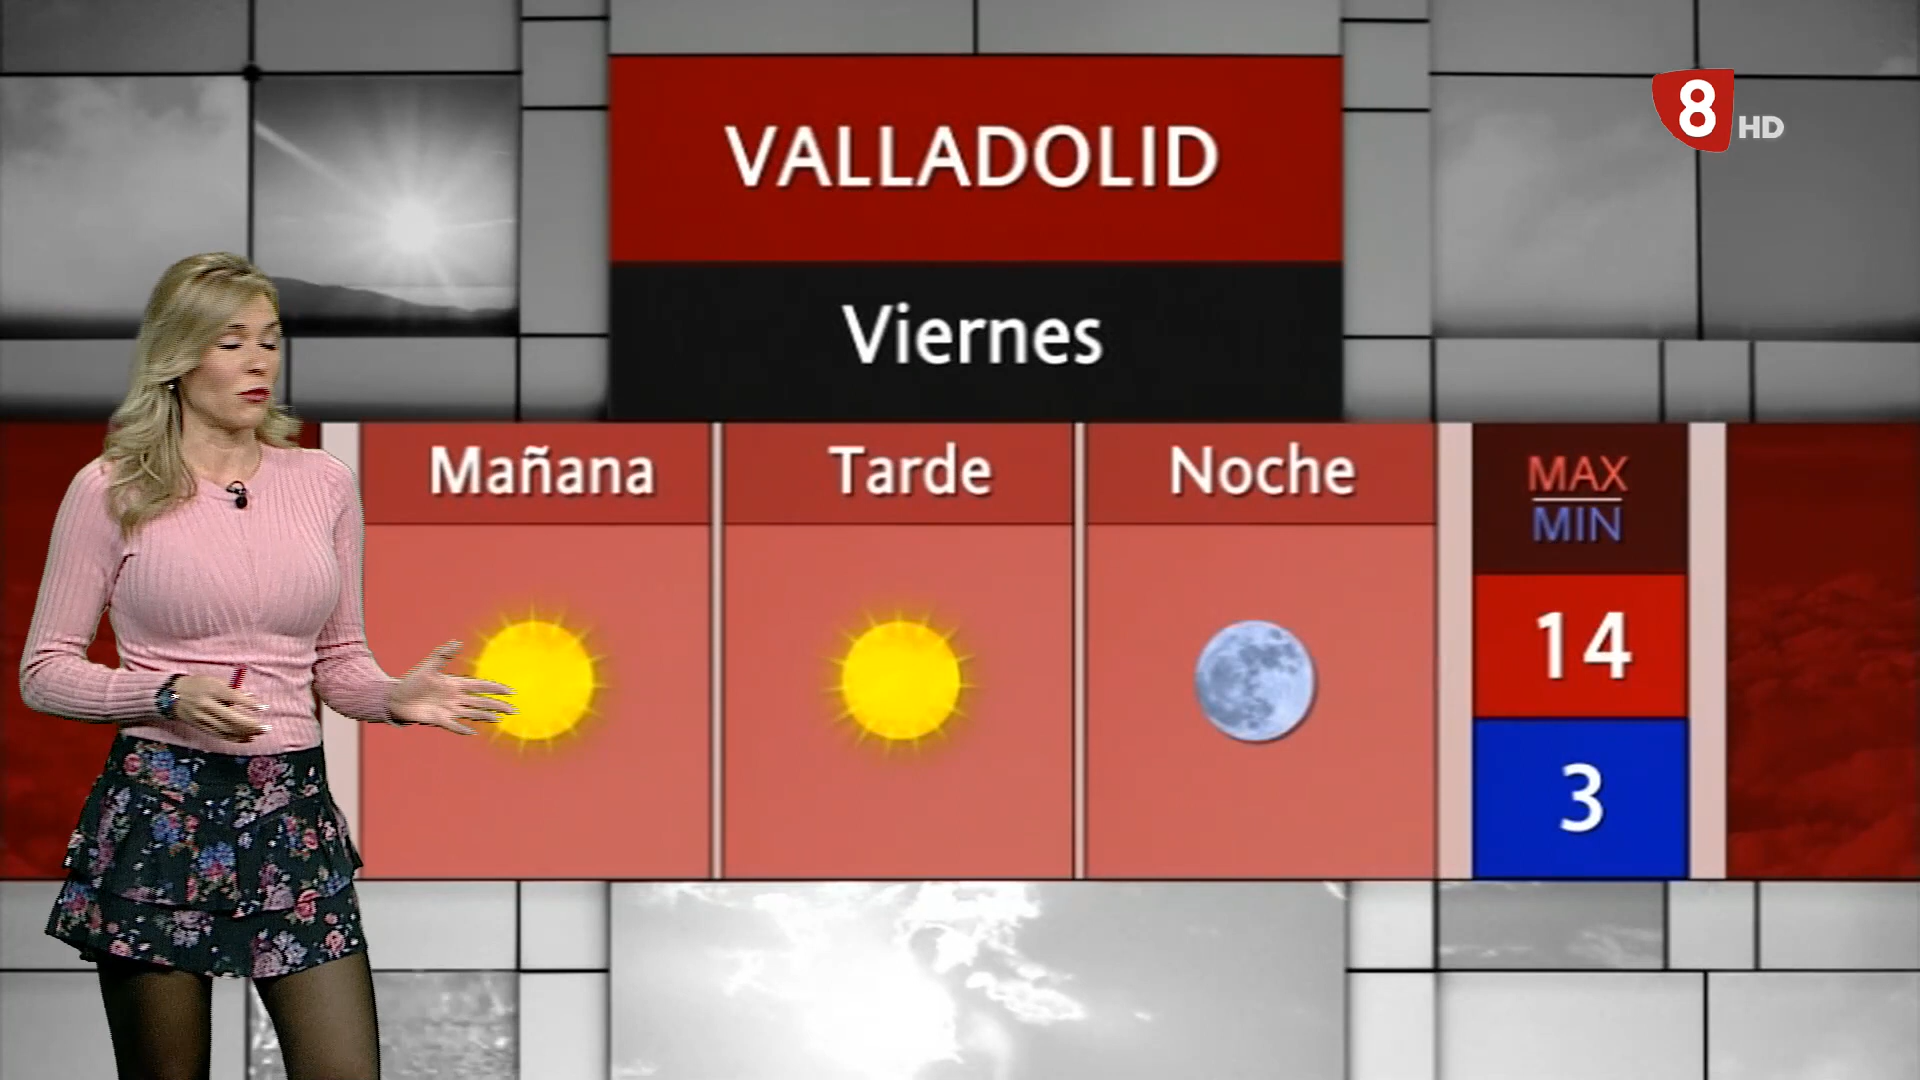 8 HD
VALLADOLID
Viernes
Mañana
Tarde
Noche
MAX
MIN
14
3